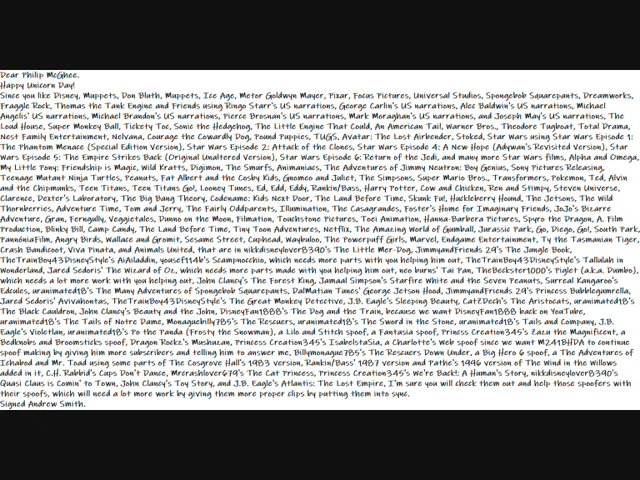 Dear Philip McGhee.
Happy Unicorn Day!
Since you like Disney, Muppets, Don Bluth, Muppets, Ice Age, Metor Goldwyn Mayer, Pixar, Focus Pictures, Universal Studios, Spongebob Squarepants, Dreamworks,
Fraggle Rock, Thomas the Tank Engine and Friends using Ringo Starr's US narrations, George Carlin's US narrations, Alec Baldwin's US narrations, Michael
Angelis' US narrations, Michael Brandon's US narrations, Pierce Brosnan's US narrations, Mark Moraghan's US narrations, and Joseph May's US narrations, The
Loud House, Super Monkey Ball, Tickety Toc, Sonic the Hedgehog, The Little Engine That Could, An American Tail, Warner Bros., Theodore Tugboat, Total Drama,
Nest Family Entertainment, Nelvana, Courage the Cowardly Dog, Pound Puppies, TUGS, Avatar: The Last Airbender, Stoked, Star Wars using Star Wars Episode 1:
The Phantom Menace (Special Edition Version), Star Wars Episode 2: Attack of the Clones, Star Wars Episode 4: A New Hope (Adywan's Revisited Version), Star
Wars Episode 5: The Empire Strikes Back (Original Unaltered Version), Star Wars Episode 6: Return of the Jedi, and many more Star Wars films, Alpha and Omega,
My Little Pony: Friendship is Magic, Wild Kratts, Digimon, The Smurfs, Animaniacs, The Adventures of Jimmy Neutron: Boy Genius, Sony Pictures Releasing,
Teenage Mutant Ninja Turtles, Peanuts, Fat Albert and the Cosby Kids, Gnomeo and Juliet, The Simpsons, Super Mario Bros., Transformers, Pokemon, Ted, Alvin
and the Chipmunks, Teen Titans, Teen Titans Go!, Looney Tunes, Ed, Edd, Eddy, Rankin/Bass, Harry Potter, Cow and Chicken, Ren and Stimpy, Steven Universe,
Clarence, Dexter's Laboratory, The Big Bang Theory, Codename: Kids Next Door, The Land Before Time, Skunk Fu!, Huckleberry Hound, The Jetsons, The Wild
Thornberries, Adventure Time, Tom and Jerry, The Fairly Oddparents, Illumination, The Casagrandes, Foster's Home for Imaginary Friends, JoJo's Bizarre
Adventure, Gran, Ferngully, Veggietales, Dunno on the Moon, Filmation, Touchstone Pictures, Toei Animation, Hanna-Barbera Pictures, Spyro the Dragon, A. Film
Production, Blinky Bill, Camp Candy, The Land Before Time, Tiny Toon Adventures, Netflix, The Amazing World of Gumball, Jurassic Park, Go, Diego, Go!, South Park,
Pannoniafilm, Angry Birds, Wallace and Gromit, Sesame Street, Cuphead, Waybuloo, The Powerpuff Girls, Marvel, Endgame Entertainment, Ty the Tasmanian Tiger,
Crash Bandicoot, Viva Pinata, and Animals United, that are in nikkdisneylover8390's The Little Mer-Dog, JimmyandFriends 29's The Jungle Book,
TheTrainBoy43DisneyStyle's AiAiladdin, yousef114b's Scampnocchio, which needs more parts with you helping him out, TheTrainBoy43DisneyStyle's Tallulah in
Wonderland, Jared Sedoris' The Wizard of Oz, which needs more parts made with you helping him out, neo burns' Tai Pan, TheBeckster1000's Piglet (a.k.a. Dumbo),
which needs a lot more work with you helping out, John Clancy's The Forest King, Jamaal Simpson's Starfire White and the Seven Peanuts, Surreal Kangaroo's
Edcules, uranimated18's The Many Adventures of Spongebob Squarepants, DalMatian Tunes' George Jetson Hood, JimmyandFriends 29's Princess Bubblegumrella,
Jared Sedoris' Avivahontas, TheTrainBoy43DisneyStyle's The Great Monkey Detective, J.B. Eagle's Sleeping Beauty, CatZDech's The Aristocats, uranimated18's
The Black Cauldron, John Clancy's Beauty and the John, DisneyFan1888's The Dog and the Train, because we want DisneyFan1888 back on YouTube,
uranimated18's The Tails of Notre Dame, Monaguebilly785's The Rescuers, uranimated18's The Sword in the Stone, uranimated18's Tails and Company, J.B.
Eagle's Violetlan, uranimated18's Po the Panda (Frosty the Snowman), a Lilo and Stitch spoof, a Fantasia spoof, Princss Creation345's Zaza the Magnificent, a
Bedknobs and Broomsticks spoof, Dragon Rockz's Mushuzan, Princess Creation345's IsabeltstaSia, a Charlotte's Web spoof since we want M241BHDA to continue
spoof making by giving him more subscribers and telling him to answer me, Billymonague785's The Rescuers Down Under, a Big Hero 6 spoof, a The Adventures of
Ichabod and Mr. Toad using some parts of The Cosgrove Hall's 1983 version, Rankin/Bass' 1987 version and Pathe's 1996 version of The Wind in the Willows
added in it, C.H. Rabbid's Cups Don't Dance, Mrcrashlover679's The Cat Princess, Princess Creation345's We're Back!: A Human's Story, nikkdisneylover8390's
Quasi Claus is Comin' to Town, John Clancy's Toy Story, and J.B. Eagle's Atlantis: The Lost Empire, I'm sure you will check them out and help those spoofers with
their spoofs, which will need a lot more work by giving them more proper clips by putting them into sync.
Signed Andrew Smith.